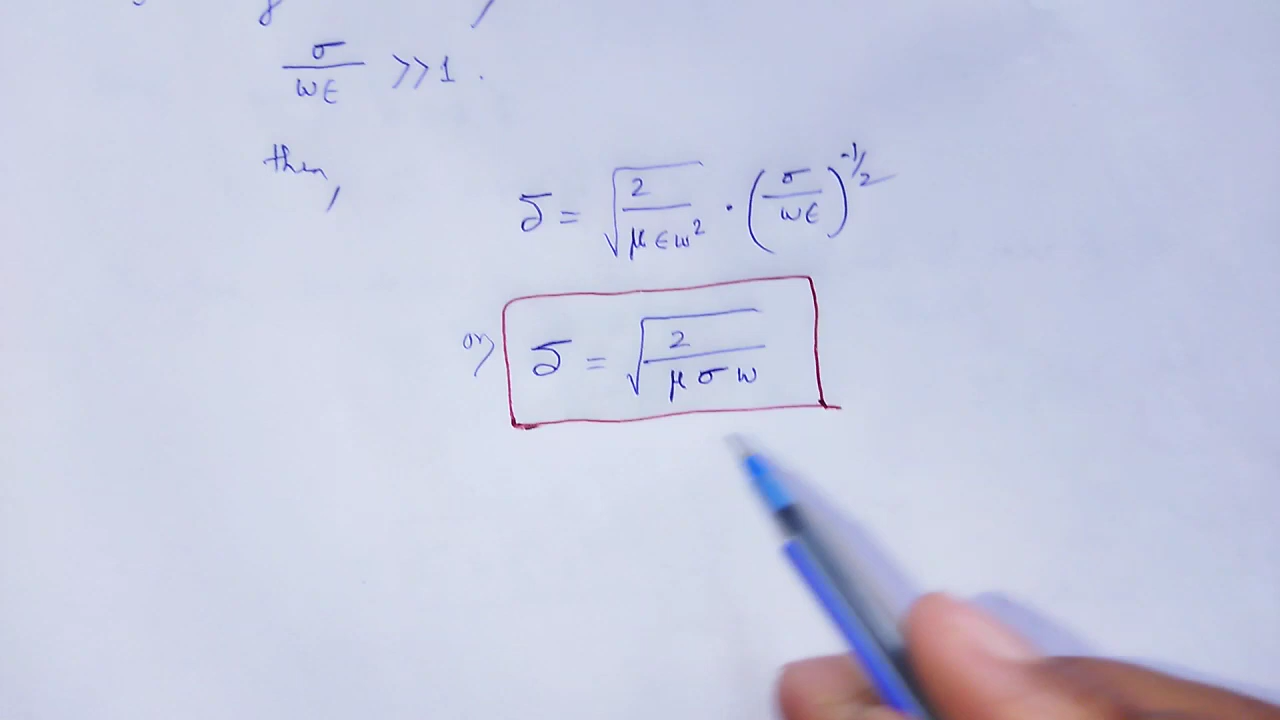 σ/ωϵ >> 1 .
then,
δ = √(2/μϵω²) · (σ/ωϵ)^(-1/2)
or, δ = √(2/μσω)